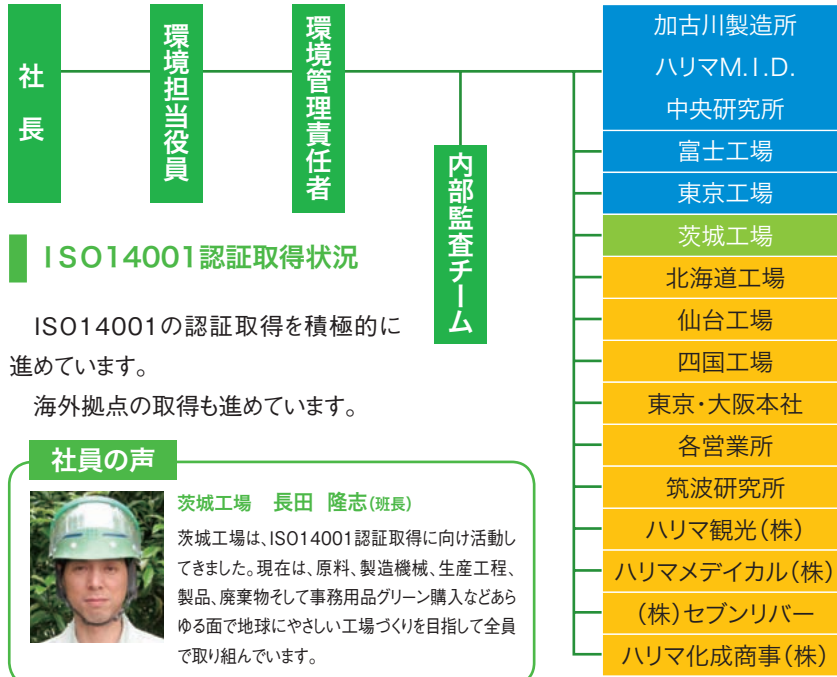 社長
環境担当役員
環境管理責任者
内部監査チーム
加古川製造所
ハリマM.I.D.
中央研究所
富士工場
東京工場
茨城工場
北海道工場
仙台工場
四国工場
東京・大阪本社
各営業所
筑波研究所
ハリマ観光(株)
ハリマメデイカル(株)
(株)セブンリバー
ハリマ化成商事(株)
ISO14001認証取得状況
ISO14001の認証取得を積極的に
進めています。
海外拠点の取得も進めています。
社員の声
茨城工場 長田 隆志(班長)
茨城工場は、ISO14001認証取得に向け活動し
てきました。現在は、原料、製造機械、生産工程、
製品、廃棄物そして事務用品グリーン購入などあら
ゆる面で地球にやさしい工場づくりを目指して全員
で取り組んでいます。